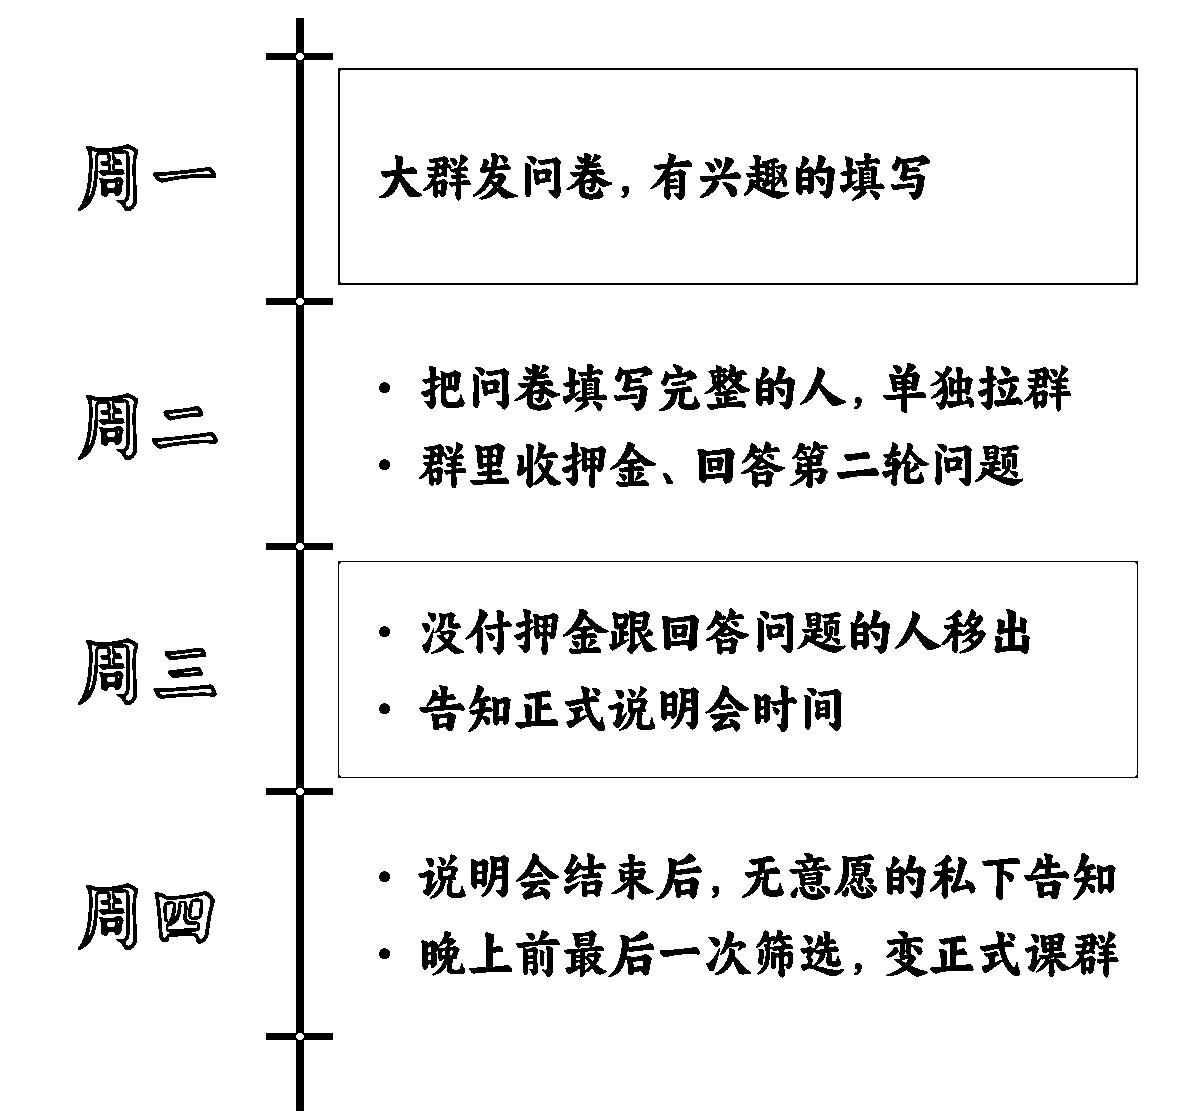 周一
大群发问卷，有兴趣的填写
周二
• 把问卷填写完整的人，单独拉群
• 群里收押金、回答第二轮问题
周三
• 没付押金跟回答问题的人移出
• 告知正式说明会时间
周四
• 说明会结束后，无意愿的私下告知
• 晚上前最后一次筛选，变正式课群